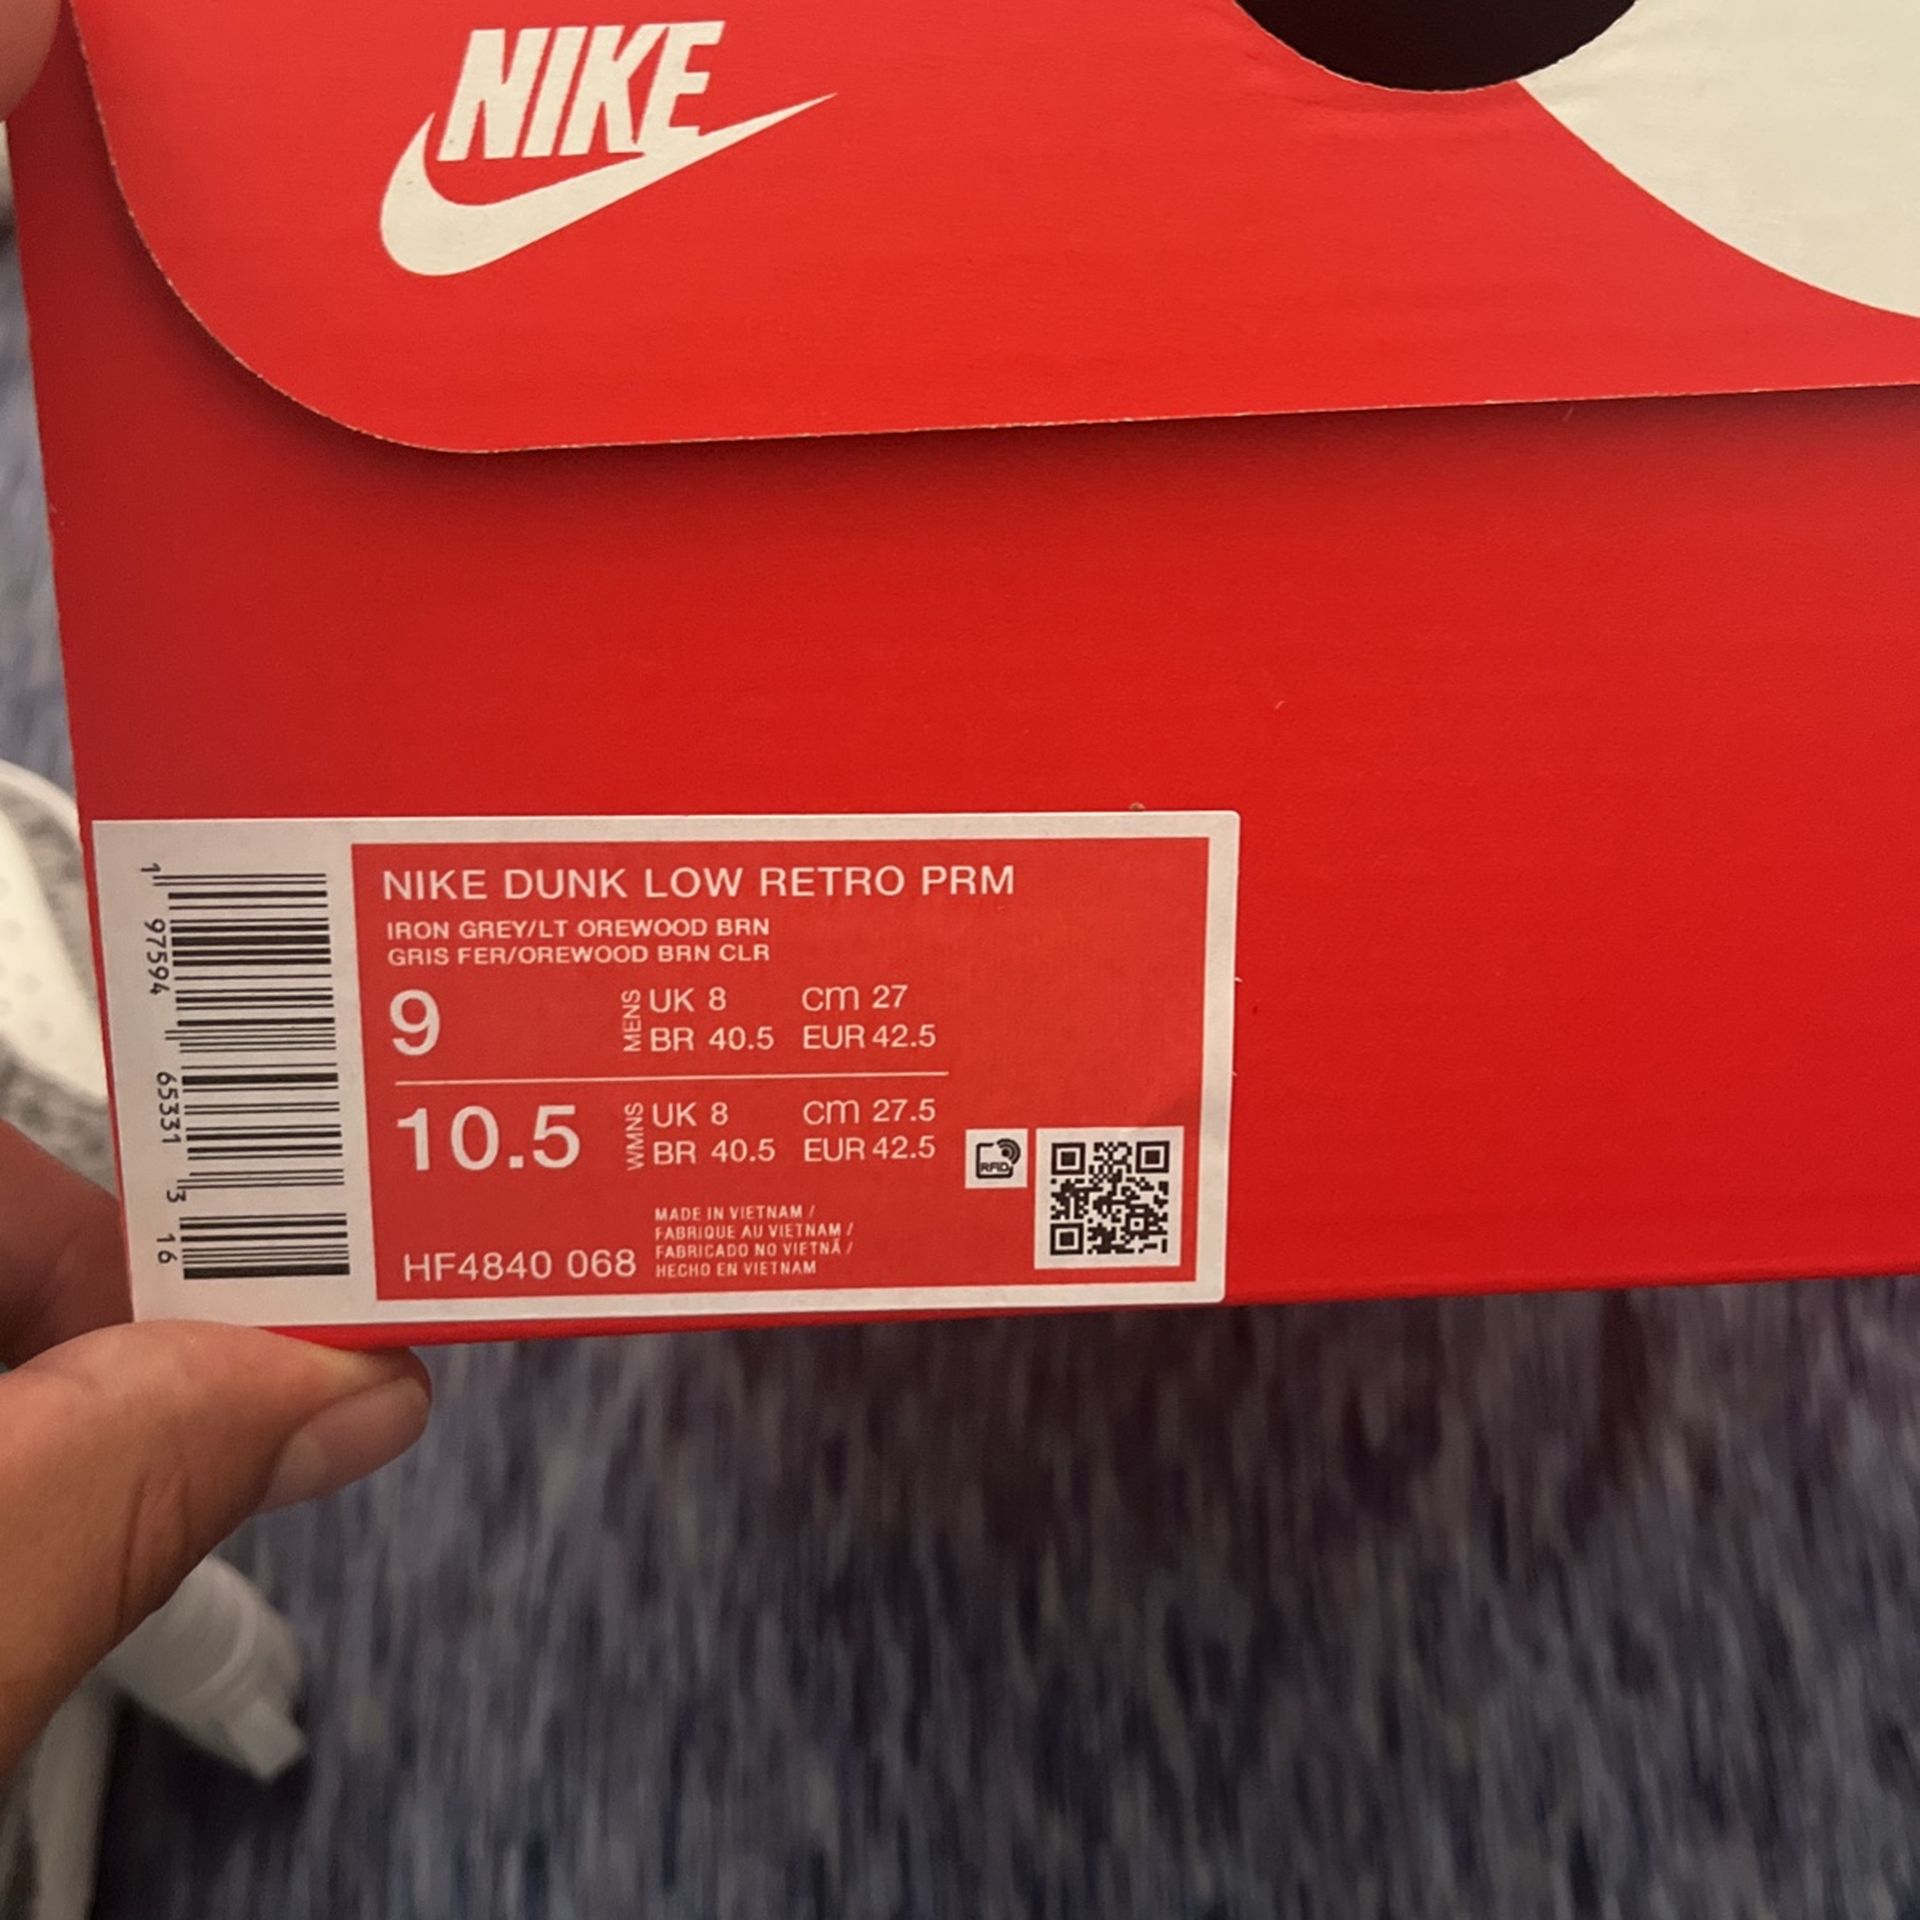 NIKE
NIKE DUNK LOW RETRO PRM
IRON GREY/LT OREWOOD BRN
GRIS FER/OREWOOD BRN CLR
9 MENS UK 8 cm 27
BR 40.5 EUR 42.5
10.5 WMNS UK 8 cm 27.5
BR 40.5 EUR 42.5
RFID
MADE IN VIETNAM /
FABRIQUE AU VIETNAM /
FABRICADO NO VIETNÃ /
HECHO EN VIETNAM
HF4840 068
1 97594 65331 3 16